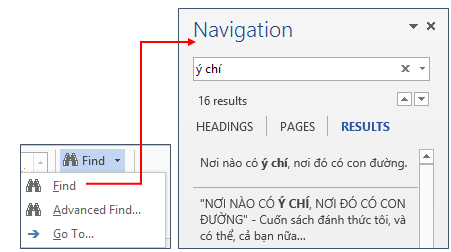 Navigation
ý chí
16 results
HEADINGS PAGES RESULTS
Nơi nào có ý chí, nơi đó có con đường.
"NƠI NÀO CÓ Ý CHÍ, NƠI ĐÓ CÓ CON
ĐƯỜNG" - Cuốn sách đánh thức tôi, và
có thể, cả bạn nữa...
Find
Find
Advanced Find...
Go To...